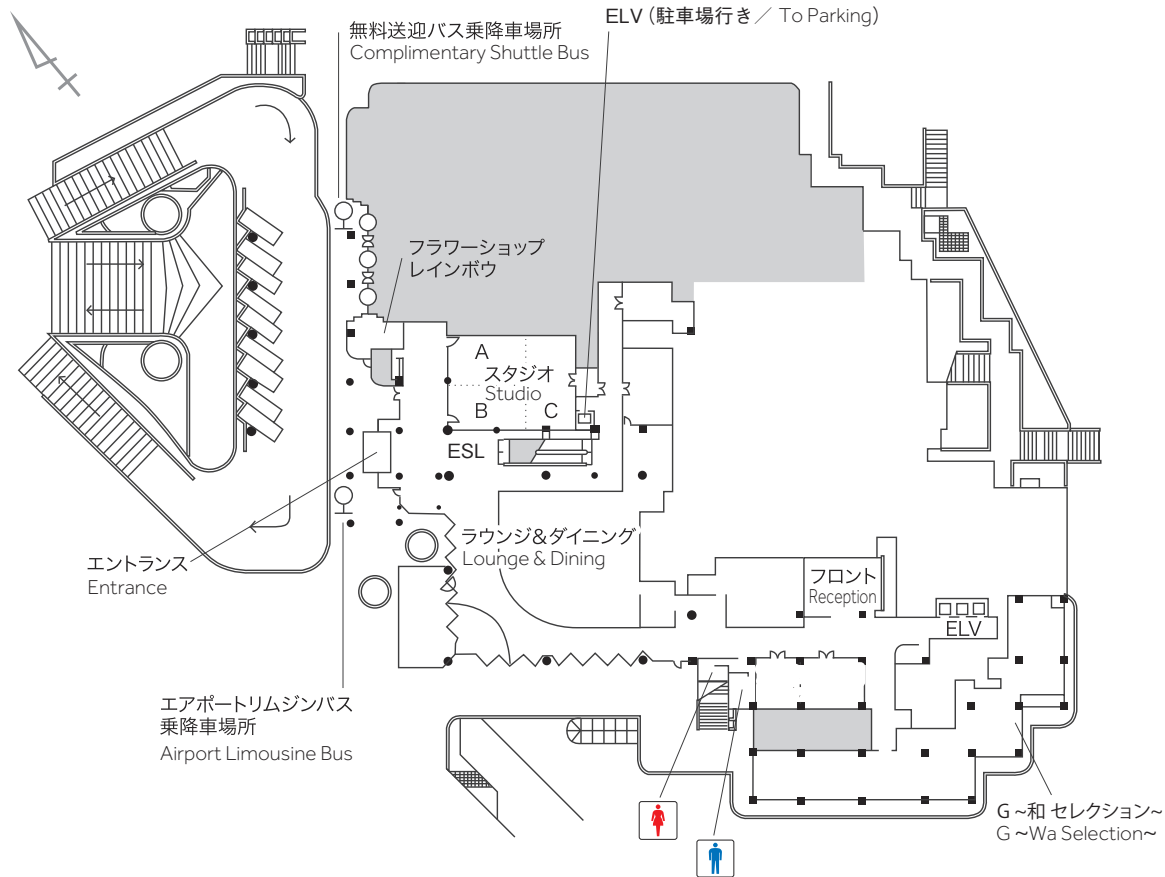 ELV（駐車場行き／ To Parking)
無料送迎バス乗降車場所
Complimentary Shuttle Bus
フラワーショップ
レインボウ
A
スタジオ
Studio
B
C
ESL
ラウンジ&ダイニング
Lounge & Dining
エントランス
Entrance
フロント
Reception
ELV
エアポートリムジンバス
乗降車場所
Airport Limousine Bus
G ~和 セレクション~
G ~Wa Selection~